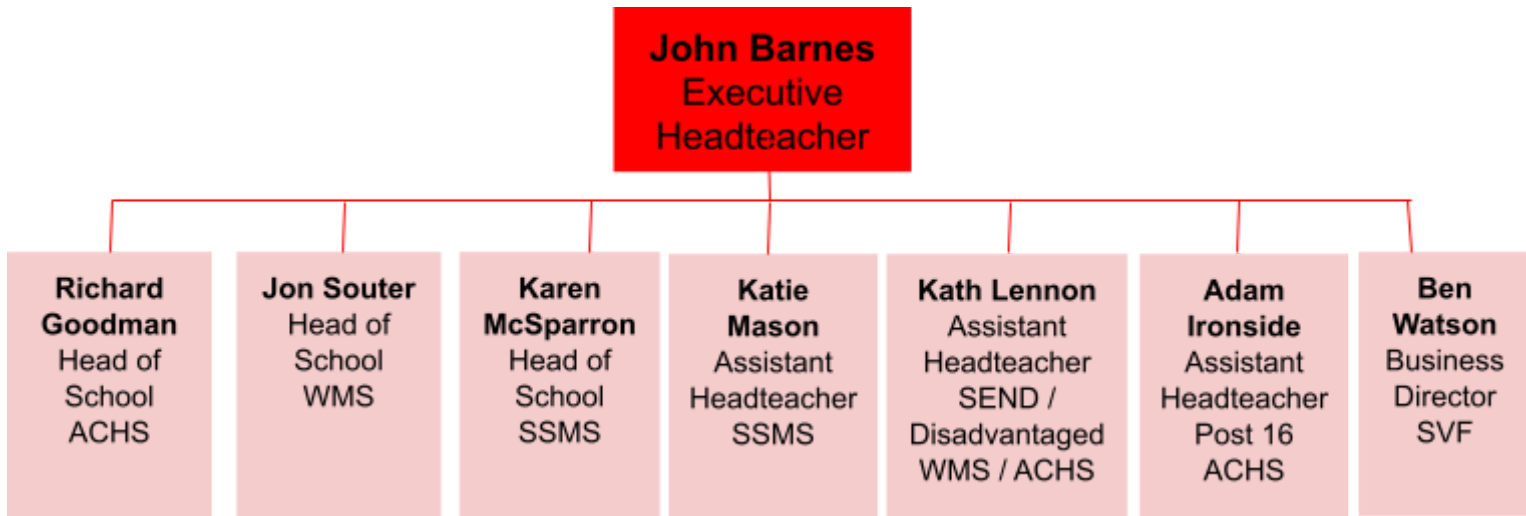 John Barnes
Executive
Headteacher
Richard
Goodman
Head of
School
ACHS
Jon Souter
Head of
School
WMS
Karen
McSparron
Head of
School
SSMS
Katie
Mason
Assistant
Headteacher
SSMS
Kath Lennon
Assistant
Headteacher
SEND /
Disadvantaged
WMS / ACHS
Adam
Ironside
Assistant
Headteacher
Post 16
ACHS
Ben
Watson
Business
Director
SVF